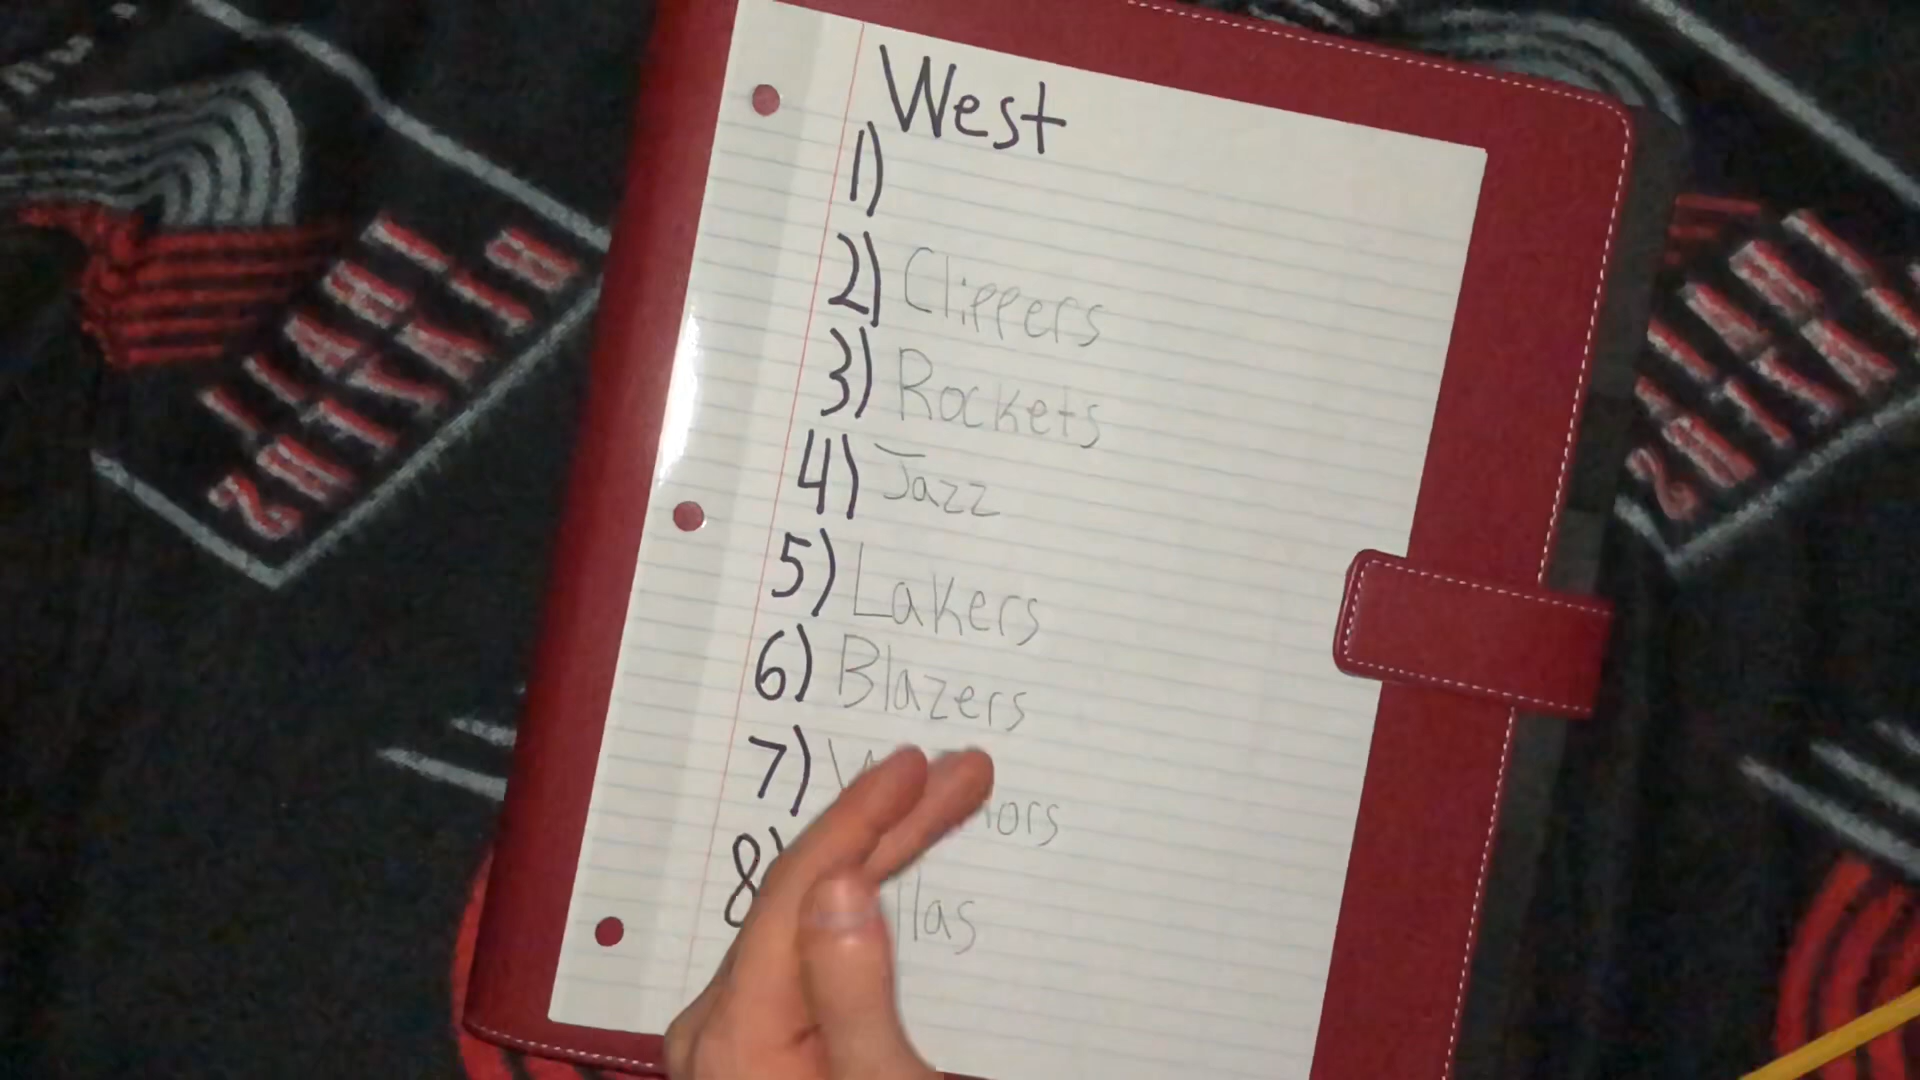 West
1)
2) Clippers
3) Rockets
4) Jazz
5) Lakers
6) Blazers
7)
8)